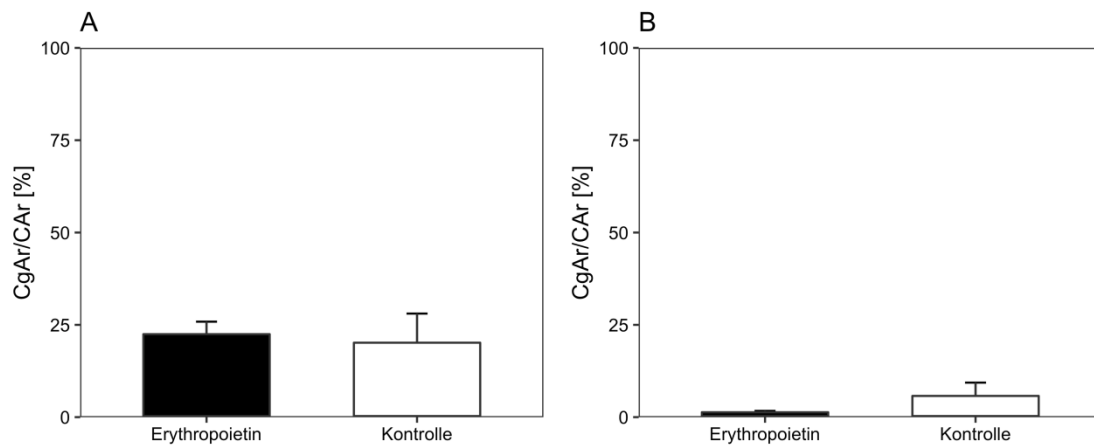 A
CgAr/CAr [%]
100
75
50
25
0
Erythropoietin
Kontrolle
B
CgAr/CAr [%]
100
75
50
25
0
Erythropoietin
Kontrolle